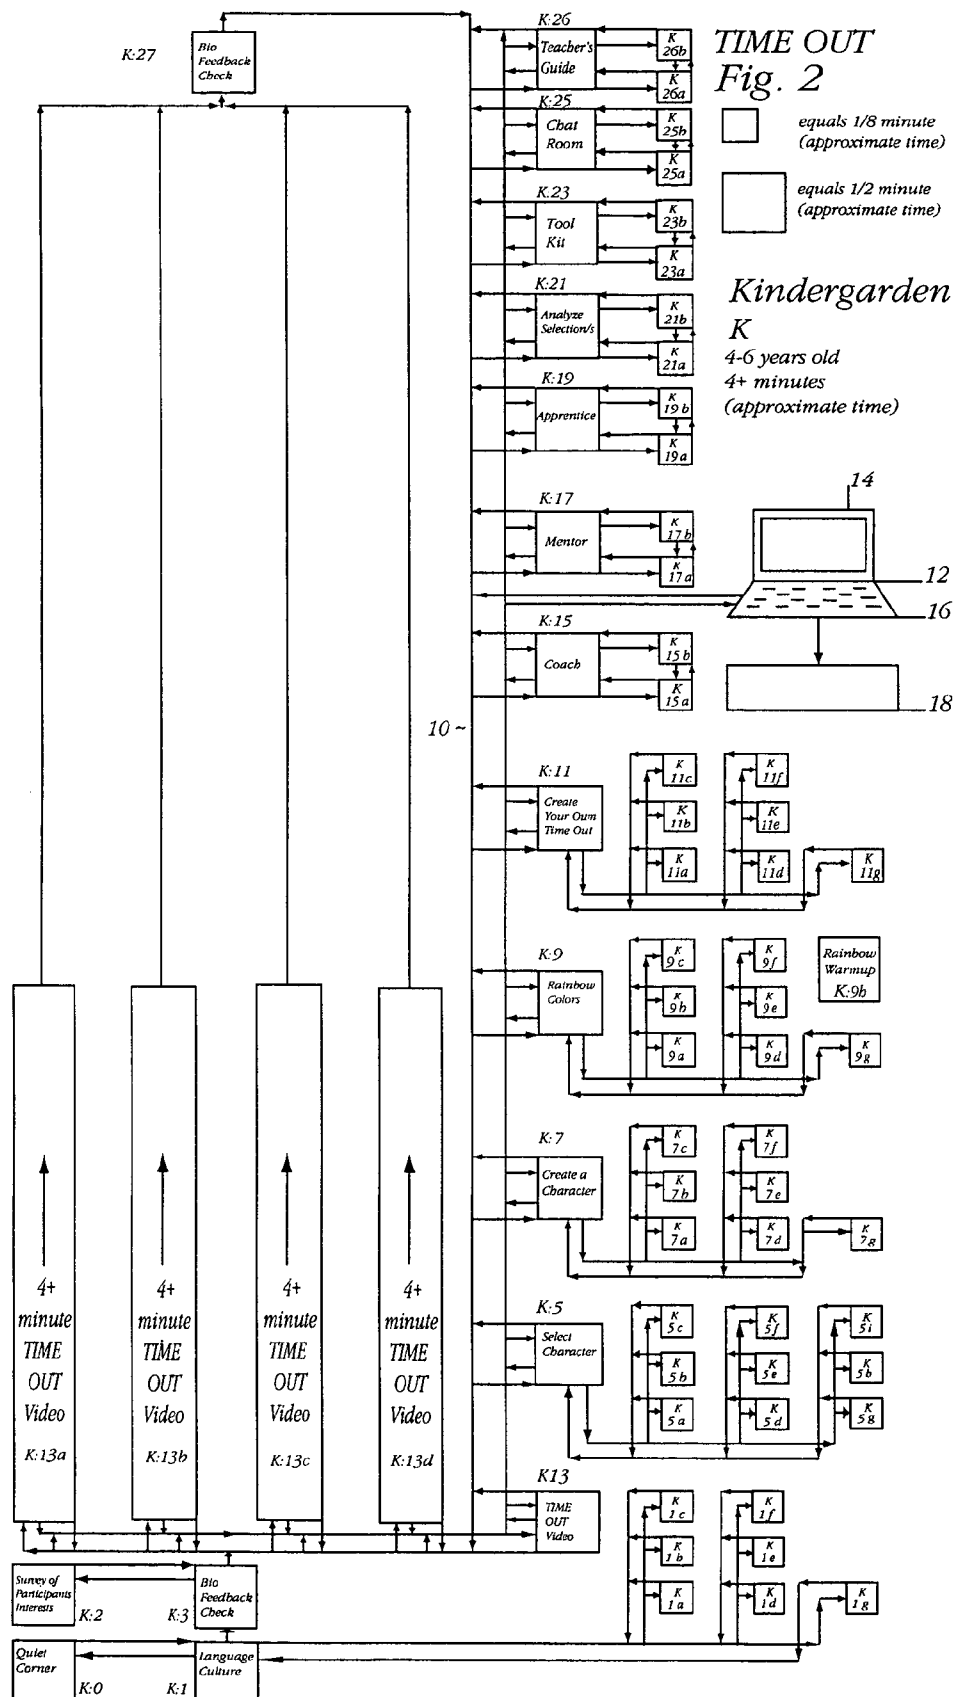 TIME OUT
Fig. 2
equals 1/8 minute
(approximate time)
equals 1/2 minute
(approximate time)
Kindergarden
K
4-6 years old
4+ minutes
(approximate time)
K:27
Bio
Feedback
Check
K:26
Teacher's
Guide
K
26b
K
26a
K:25
Chat
Room
K
25b
K
25a
K:23
Tool
Kit
K
23b
K
23a
K:21
Analyze
Selection/s
K
21b
K
21a
K:19
Apprentice
K
19b
K
19a
K:17
Mentor
K
17b
K
17a
14
12
16
18
K:15
Coach
K
15b
K
15a
10 ~
K:11
Create
Your Own
Time Out
K
11c
K
11b
K
11a
K
11f
K
11e
K
11d
K
11g
K:9
Rainbow
Colors
K
9c
K
9b
K
9a
K
9f
K
9e
K
9d
Rainbow
Warmup
K:9h
K
9g
K:7
Create a
Character
K
7c
K
7b
K
7a
K
7f
K
7e
K
7d
K
7g
K:5
Select
Character
K
5c
K
5b
K
5a
K
5f
K
5e
K
5d
K
5i
K
5h
K
5g
4+
minute
TIME
OUT
Video
K:13a
4+
minute
TIME
OUT
Video
K:13b
4+
minute
TIME
OUT
Video
K:13c
4+
minute
TIME
OUT
Video
K:13d
K13
TIME
OUT
Video
Survey of
Participants
Interests
K:2
K:3
Bio
Feedback
Check
Quiet
Corner
K:0
K:1
Language
Culture
K
1c
K
1b
K
1a
K
1f
K
1e
K
1d
K
1g